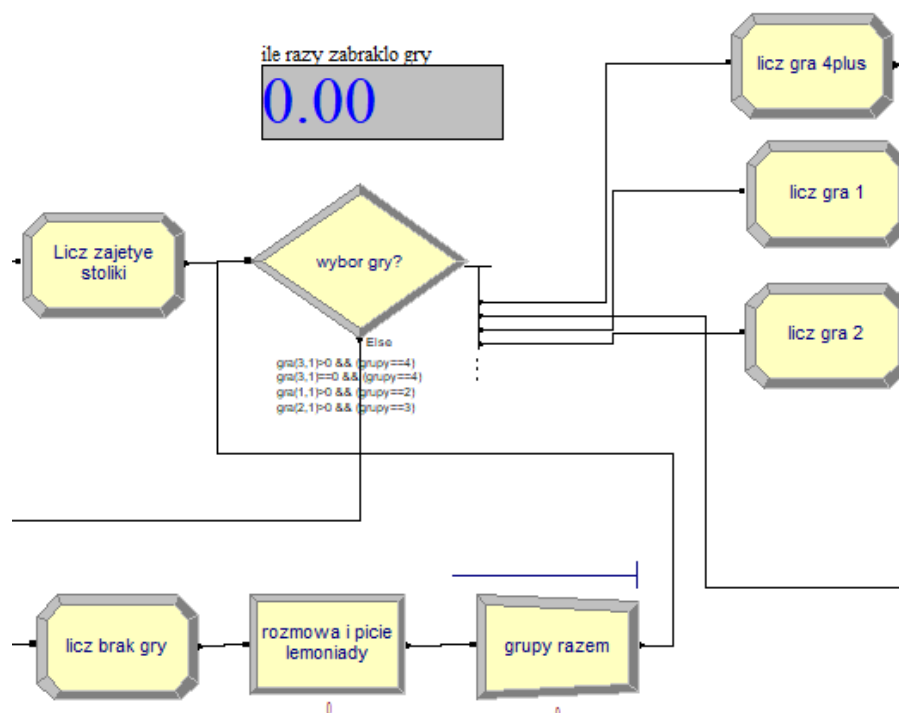 ile razy zabraklo gry
0.00
licz gra 4plus
licz gra 1
Licz zajetye
stoliki
wybor gry?
licz gra 2
Else
gra(3,1)>0 && (grupy==4)
gra(3,1)==0 && (grupy==4)
gra(1,1)>0 && (grupy==2)
gra(2,1)>0 && (grupy==3)
licz brak gry
rozmowa i picie
lemoniady
grupy razem